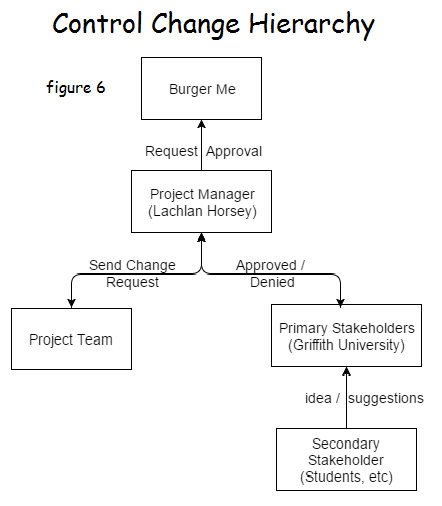 Control Change Hierarchy
figure 6
Burger Me
Request Approval
Project Manager
(Lachlan Horsey)
Send Change
Request
Approved /
Denied
Project Team
Primary Stakeholders
(Griffith University)
idea / suggestions
Secondary
Stakeholder
(Students, etc)